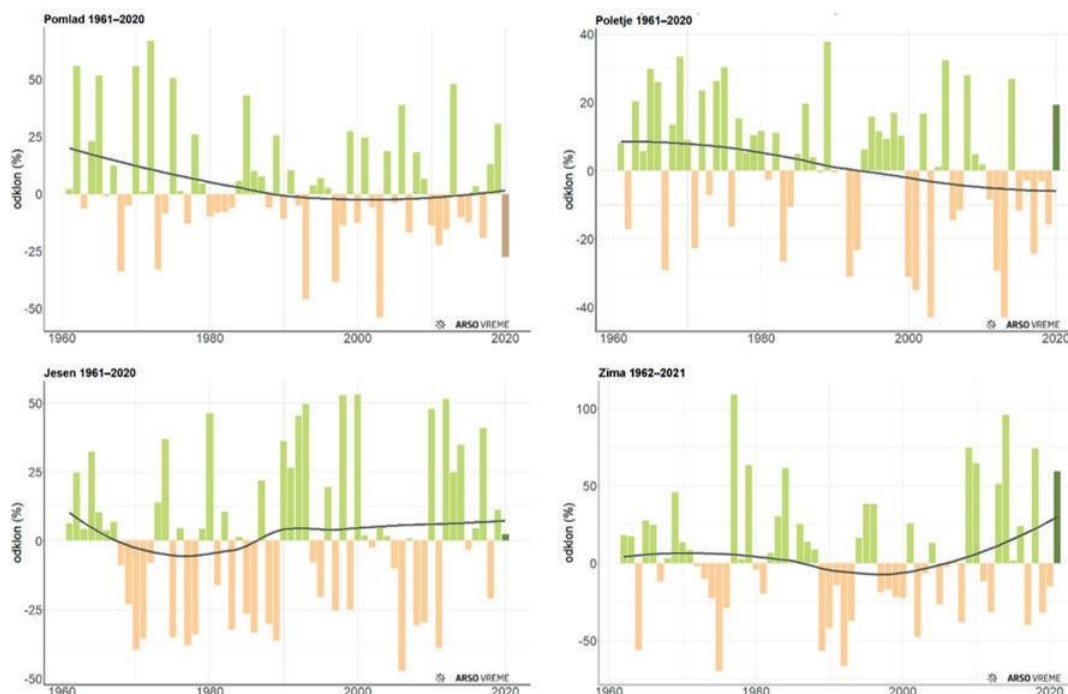 Pomlad 1961–2020
50
25
0
-25
-50
odklon (%)
1960
1980
2000
2020
ARSO VREME
Poletje 1961–2020
40
20
0
-20
-40
odklon (%)
1960
1980
2000
2020
ARSO VREME
Jesen 1961–2020
50
25
0
-25
-50
odklon (%)
1960
1980
2000
2020
ARSO VREME
Zima 1962–2021
100
50
0
-50
odklon (%)
1960
1980
2000
2020
ARSO VREME